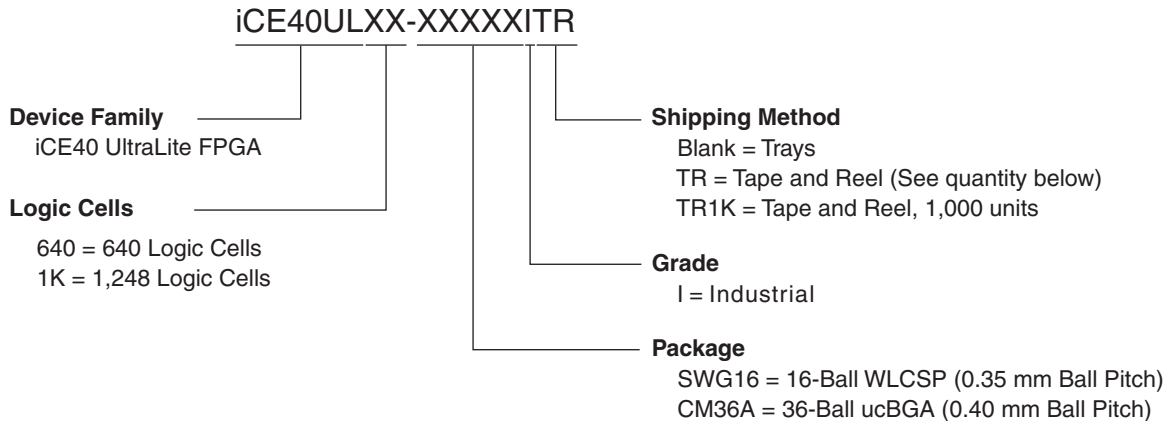 iCE40ULXX-XXXXXITR
Device Family
iCE40 UltraLite FPGA
Logic Cells
640 = 640 Logic Cells
1K = 1,248 Logic Cells
Shipping Method
Blank = Trays
TR = Tape and Reel (See quantity below)
TR1K = Tape and Reel, 1,000 units
Grade
I = Industrial
Package
SWG16 = 16-Ball WLCSP (0.35 mm Ball Pitch)
CM36A = 36-Ball ucBGA (0.40 mm Ball Pitch)